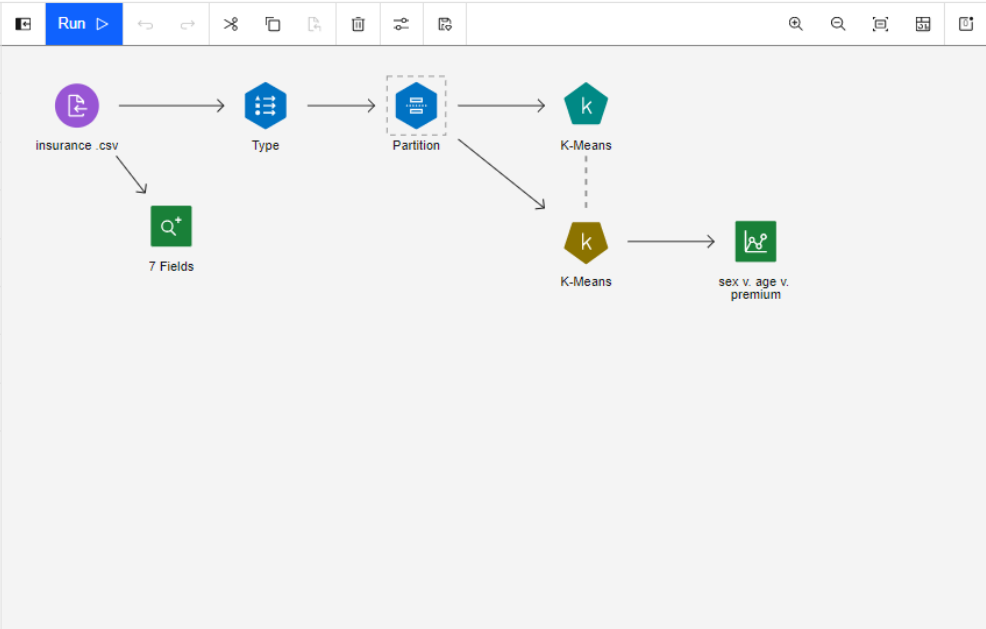 Run
insurance .csv
Type
Partition
k
K-Means
7 Fields
k
K-Means
sex v. age v.
premium